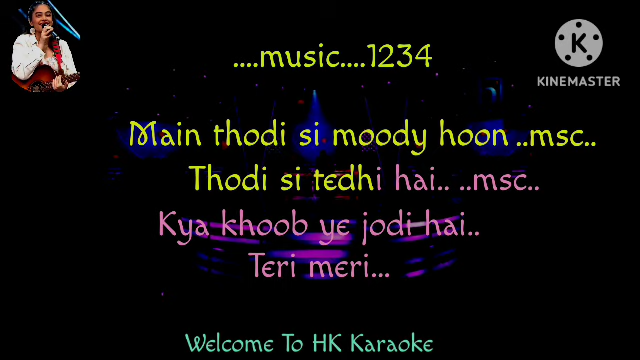 ....music....1234
KINEMASTER
Main thodi si moody hoon ..msc..
Thodi si tedhi hai.. ..msc..
Kya khoob ye jodi hai..
Teri meri...
Welcome To HK Karaoke